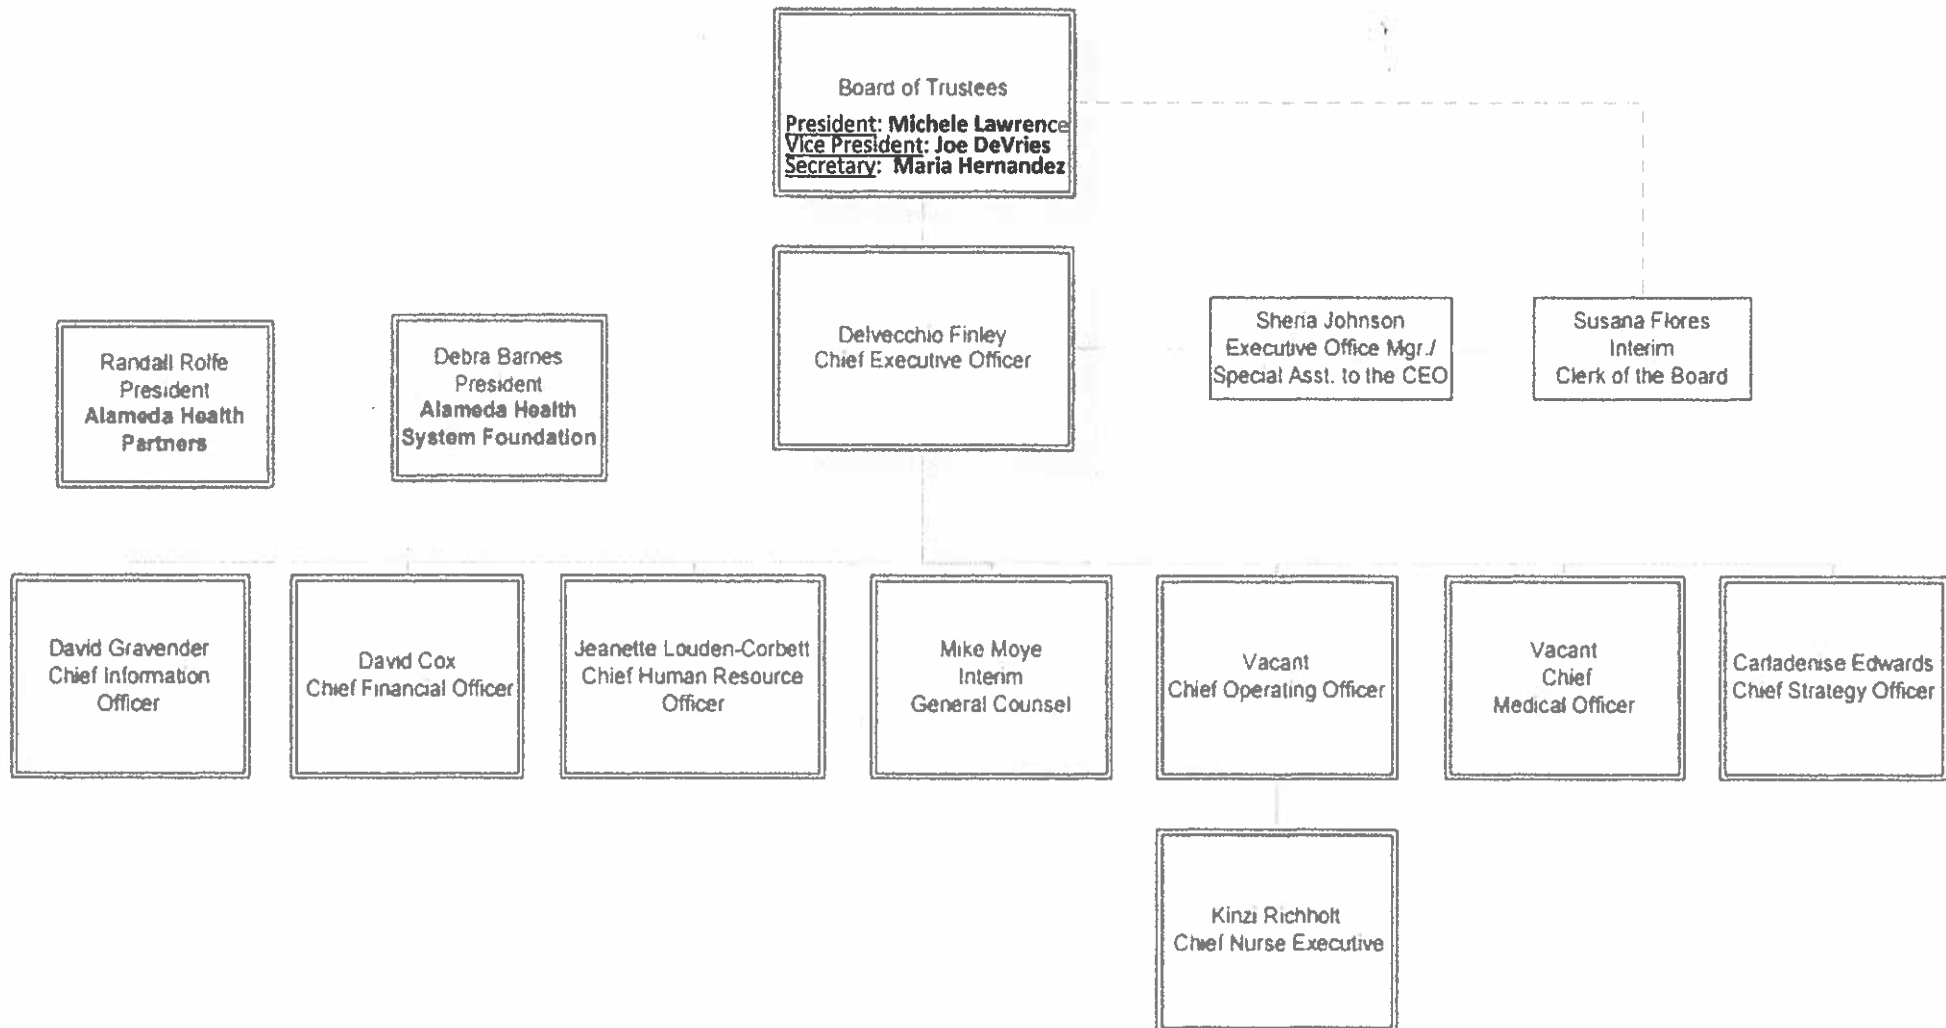 Board of Trustees
President: Michele Lawrence
Vice President: Joe DeVries
Secretary: Maria Hernandez
Delvecchio Finley
Chief Executive Officer
Sheria Johnson
Executive Office Mgr./
Special Asst. to the CEO
Susana Flores
Interim
Clerk of the Board
Randall Rolfe
President
Alameda Health
Partners
Debra Barnes
President
Alameda Health
System Foundation
David Gravender
Chief Information
Officer
David Cox
Chief Financial Officer
Jeanette Louden-Corbett
Chief Human Resource
Officer
Mike Moye
Interim
General Counsel
Vacant
Chief Operating Officer
Vacant
Chief
Medical Officer
Carladenise Edwards
Chief Strategy Officer
Kinzi Richholt
Chief Nurse Executive